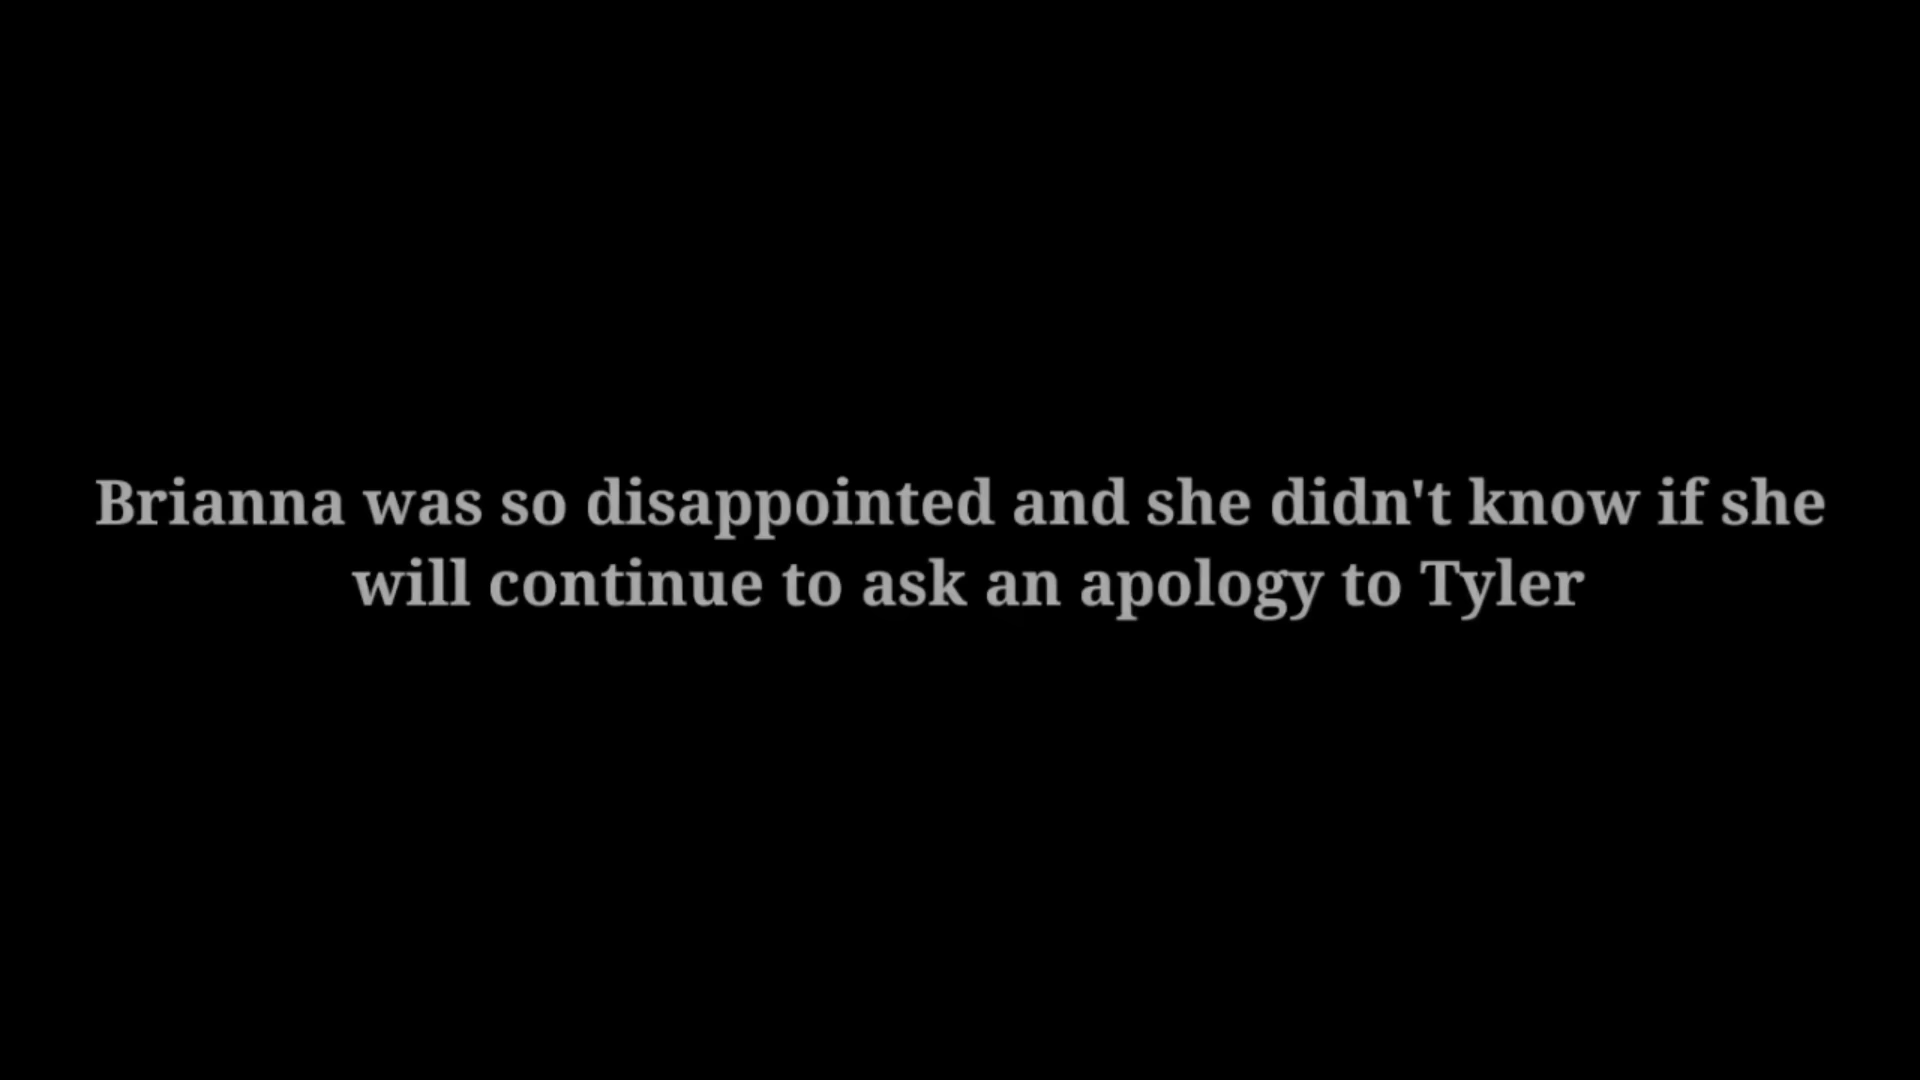 Brianna was so disappointed and she didn't know if she
will continue to ask an apology to Tyler